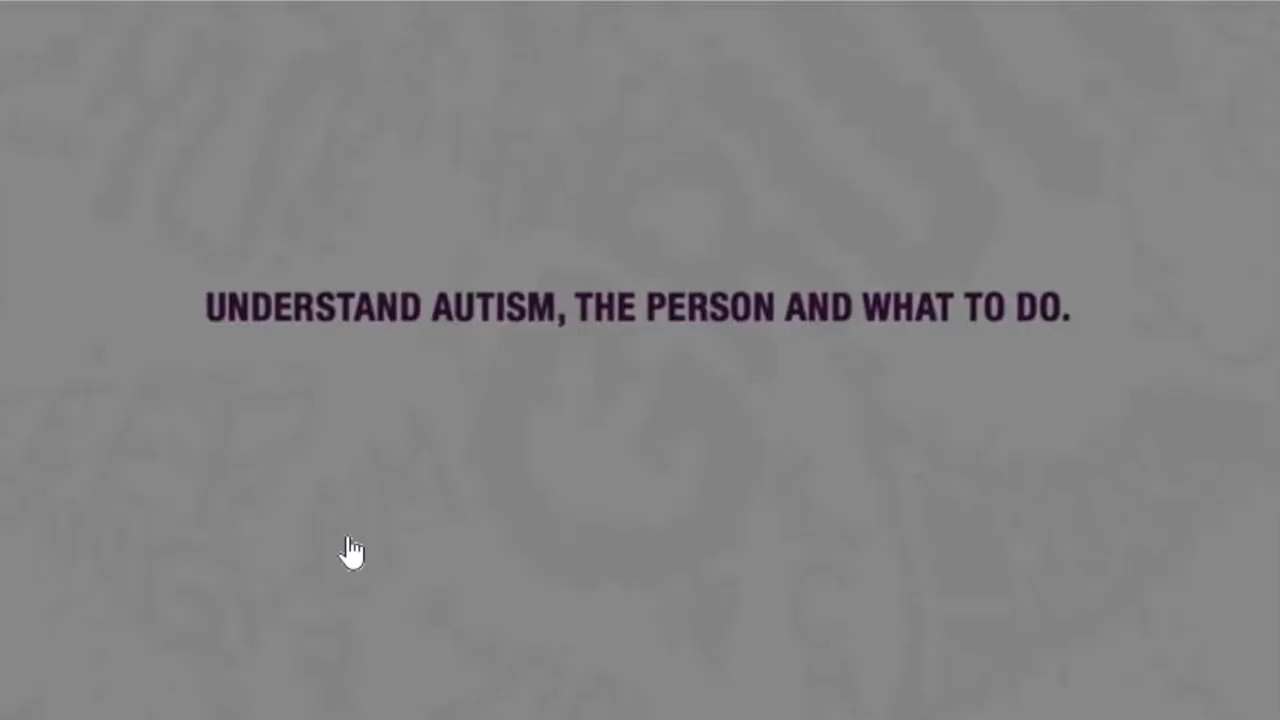 UNDERSTAND AUTISM, THE PERSON AND WHAT TO DO.